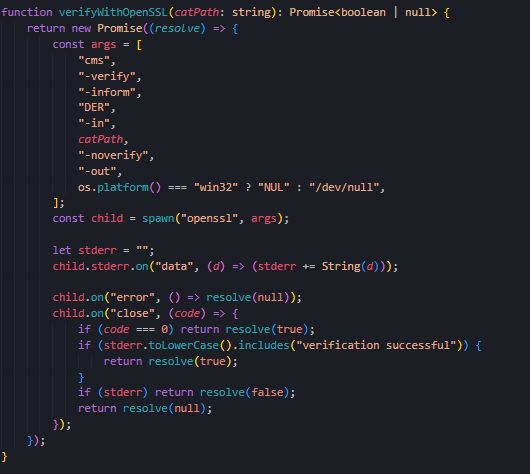 function verifyWithOpenSSL(catPath: string): Promise<boolean | null> {
    return new Promise((resolve) => {
        const args = [
            "cms",
            "-verify",
            "-inform",
            "DER",
            "-in",
            catPath,
            "-noverify",
            "-out",
            os.platform() === "win32" ? "NUL" : "/dev/null",
        ];
        const child = spawn("openssl", args);

        let stderr = "";
        child.stderr.on("data", (d) => (stderr += String(d)));

        child.on("error", () => resolve(null));
        child.on("close", (code) => {
            if (code === 0) return resolve(true);
            if (stderr.toLowerCase().includes("verification successful")) {
                return resolve(true);
            }
            if (stderr) return resolve(false);
            return resolve(null);
        });
    });
}